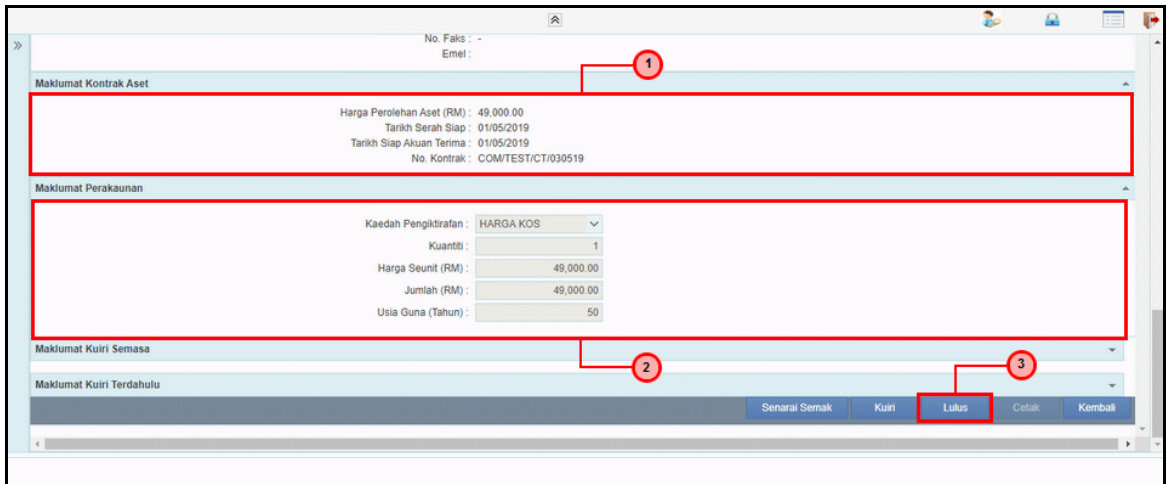 No. Faks : -
Emel :
1
Maklumat Kontrak Aset
Harga Perolehan Aset (RM) : 49,000.00
Tarikh Serah Siap : 01/05/2019
Tarikh Siap Akuan Terima : 01/05/2019
No. Kontrak : COM/TEST/CT/030519
Maklumat Perakaunan
Kaedah Pengiktirafan : HARGA KOS
Kuantiti : 1
Harga Seunit (RM) : 49,000.00
Jumlah (RM) : 49,000.00
Usia Guna (Tahun) : 50
Maklumat Kuiri Semasa
2
3
Maklumat Kuiri Terdahulu
Senarai Semak Kuiri Lulus Cetak Kembali